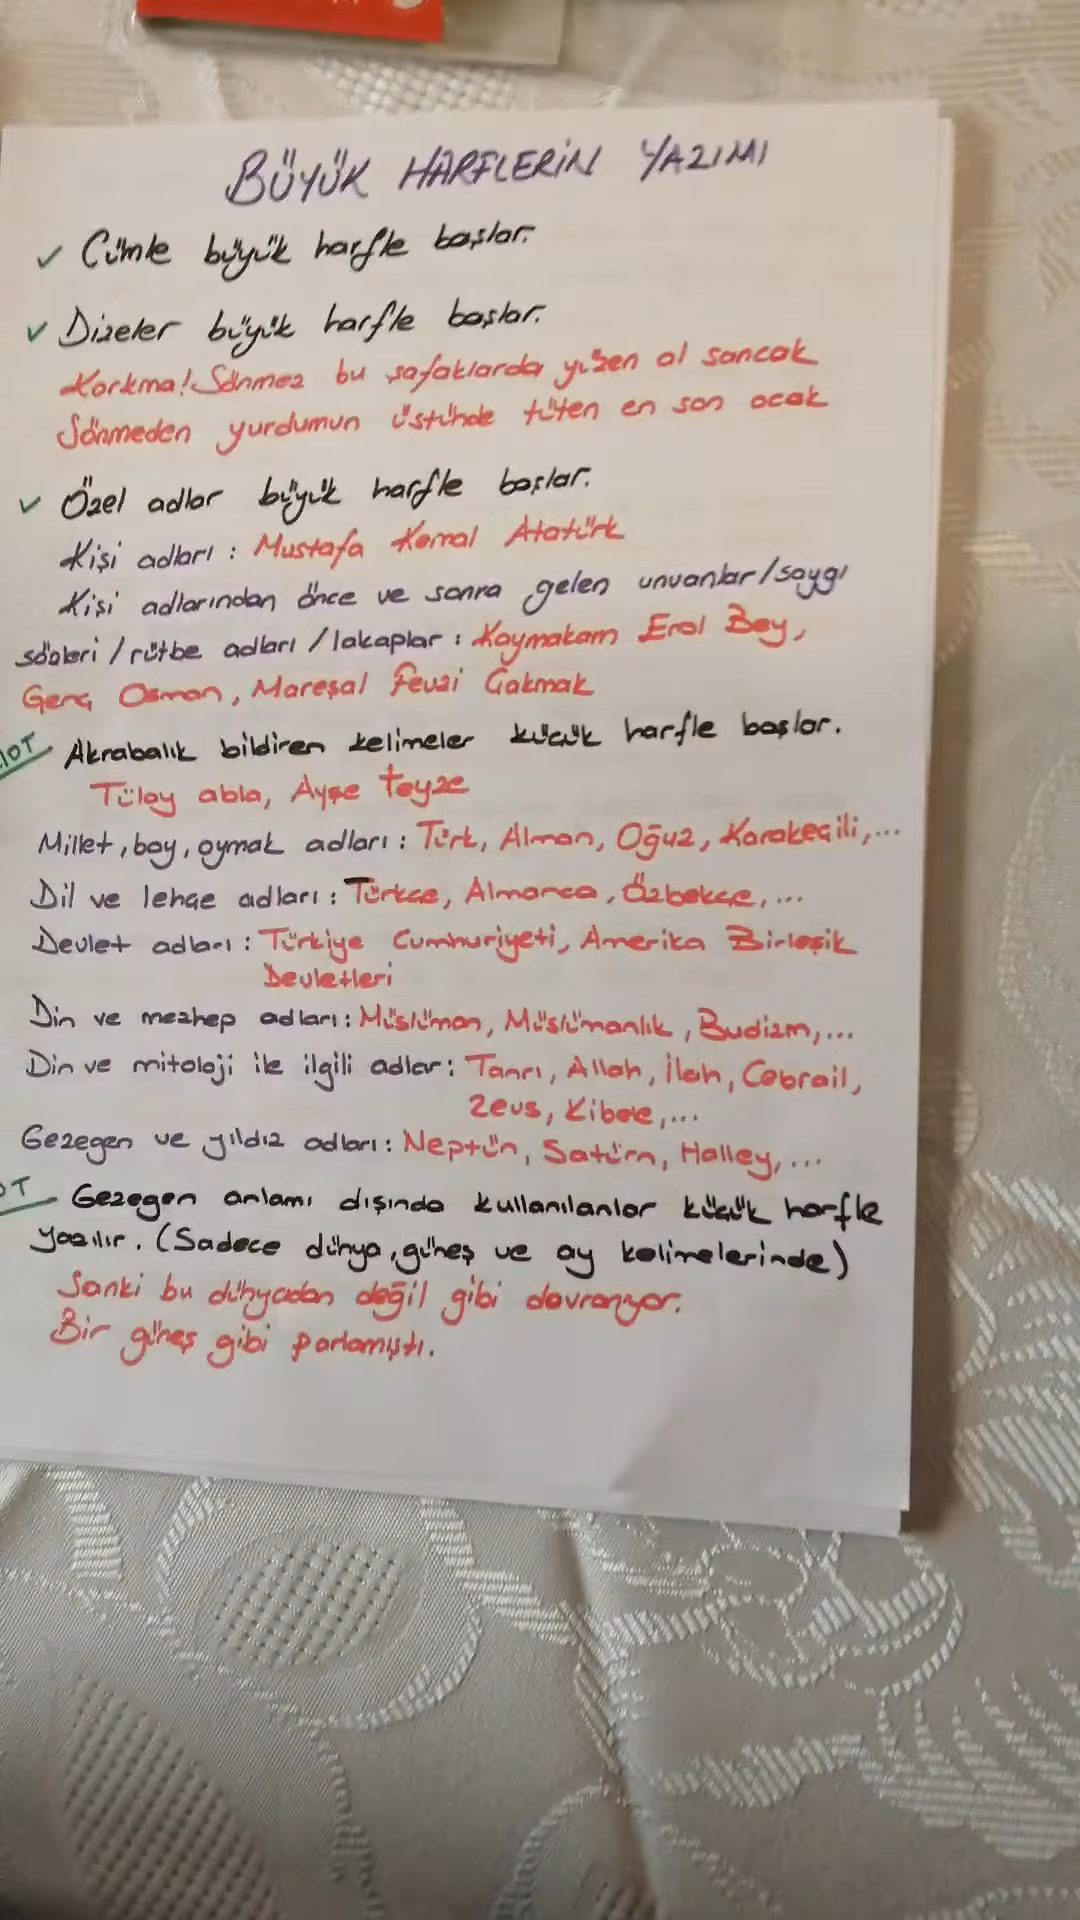 BÜYÜK HARFLERİN YAZIMI
✓ Cümle büyük harfle başlar.
✓ Dizeler büyük harfle başlar.
Korkma! Sönmez bu şafaklarda yüzen al sancak
Sönmeden yurdumun üstünde tüten en son ocak
✓ Özel adlar büyük harfle başlar.
Kişi adları : Mustafa Kemal Atatürk
Kişi adlarından önce ve sonra gelen unvanlar/saygı
sözleri / rütbe adları / lakaplar : Kaymakam Erol Bey,
Genç Osman, Mareşal Fevzi Çakmak
NOT Akrabalık bildiren kelimeler küçük harfle başlar.
Tülay abla, Ayşe teyze
Millet, boy, oymak adları : Türk, Alman, Oğuz, Karakeçili,...
Dil ve lehçe adları : Türkçe, Almanca, Özbekçe,...
Devlet adları : Türkiye Cumhuriyeti, Amerika Birleşik
Devletleri
Din ve mezhep adları : Müslüman, Müslümanlık, Budizm,...
Din ve mitoloji ile ilgili adlar : Tanrı, Allah, İlah, Cebrail,
Zeus, Kibele,...
Gezegen ve yıldız adları : Neptün, Satürn, Halley,...
OT Gezegen anlamı dışında kullanılanlar küçük harfle
yazılır. (Sadece dünya, güneş ve ay kelimelerinde)
Sanki bu dünyadan değil gibi davranıyor.
Bir güneş gibi parlamıştı.